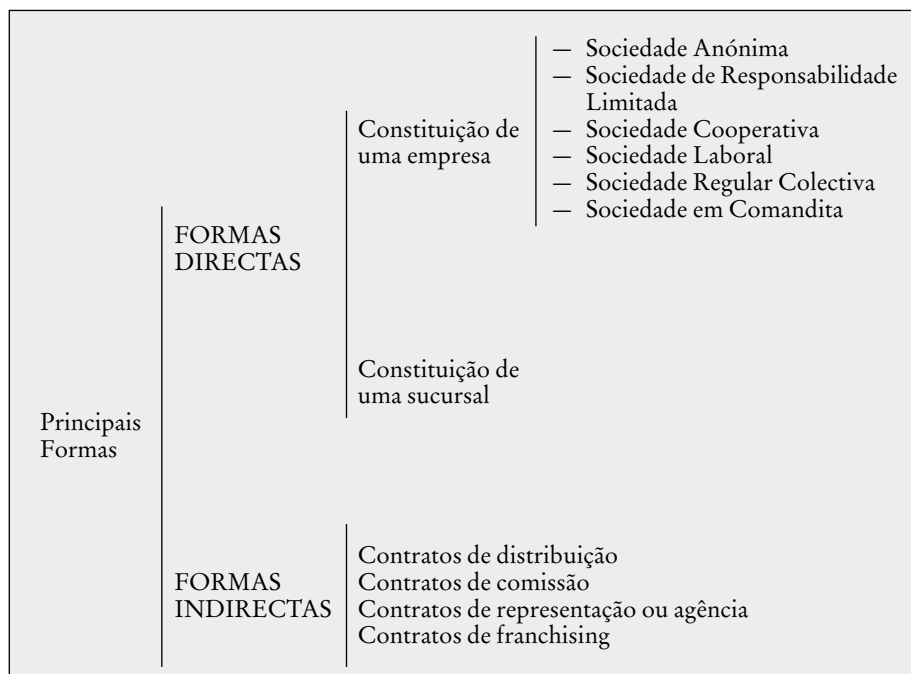 Principais
Formas
FORMAS
DIRECTAS
Constituição de
uma empresa
— Sociedade Anónima
— Sociedade de Responsabilidade
Limitada
— Sociedade Cooperativa
— Sociedade Laboral
— Sociedade Regular Colectiva
— Sociedade em Comandita
Constituição de
uma sucursal
FORMAS
INDIRECTAS
Contratos de distribuição
Contratos de comissão
Contratos de representação ou agência
Contratos de franchising